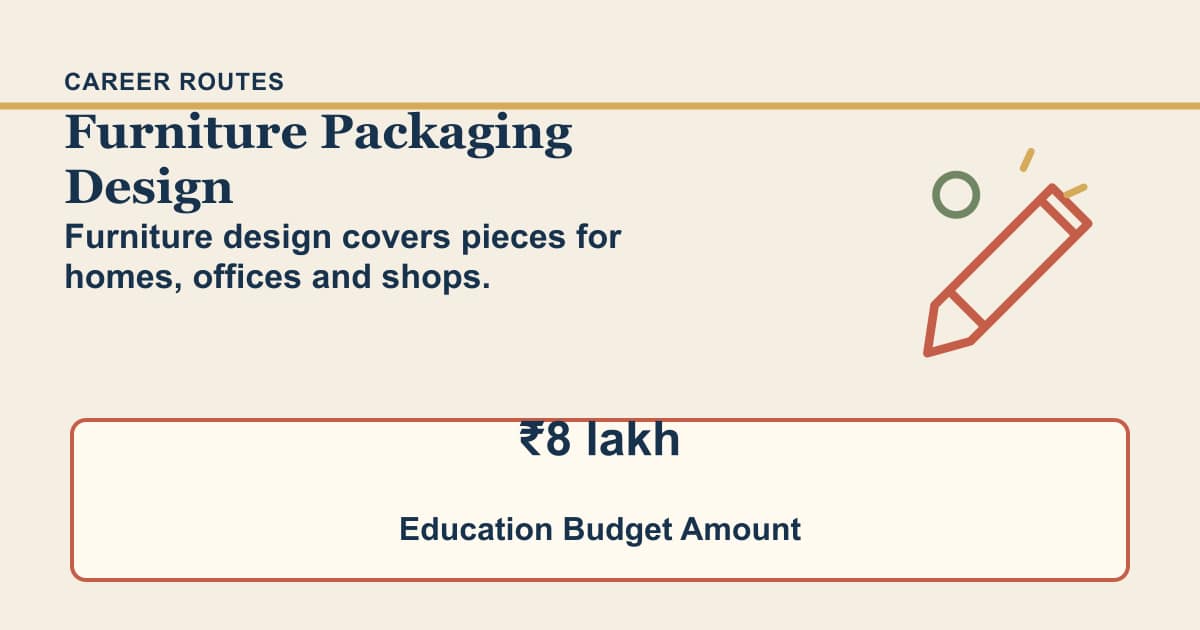 CAREER ROUTES
Furniture Packaging
Design
Furniture design covers pieces for
homes, offices and shops.
₹8 lakh
Education Budget Amount